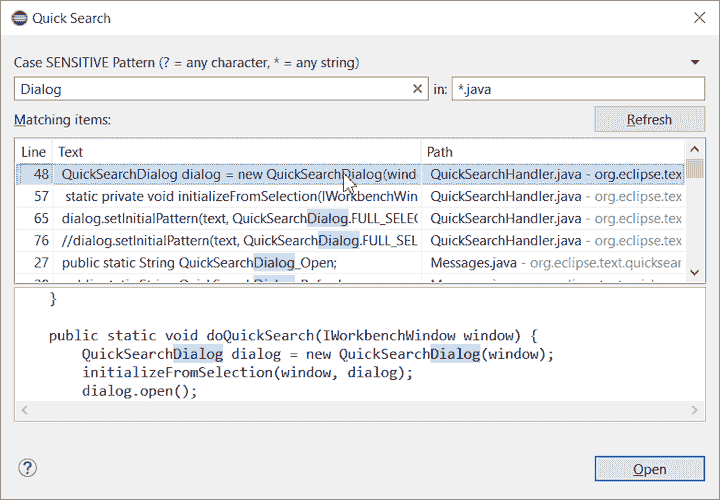 Quick Search
Case SENSITIVE Pattern (? = any character, * = any string)
Dialog in: *.java
Matching items: Refresh
Line Text Path
48 QuickSearchDialog dialog = new QuickSearchDialog(wind QuickSearchHandler.java - org.eclipse.tex
57 static private void initializeFromSelection(IWorkbenchWin QuickSearchHandler.java - org.eclipse.tex
65 dialog.setInitialPattern(text, QuickSearchDialog.FULL_SELEC QuickSearchHandler.java - org.eclipse.tex
76 //dialog.setInitialPattern(text, QuickSearchDialog.FULL_SEL QuickSearchHandler.java - org.eclipse.tex
27 public static String QuickSearchDialog_Open; Messages.java - org.eclipse.text.quicksear
}
public static void doQuickSearch(IWorkbenchWindow window) {
QuickSearchDialog dialog = new QuickSearchDialog(window);
initializeFromSelection(window, dialog);
dialog.open();
Open